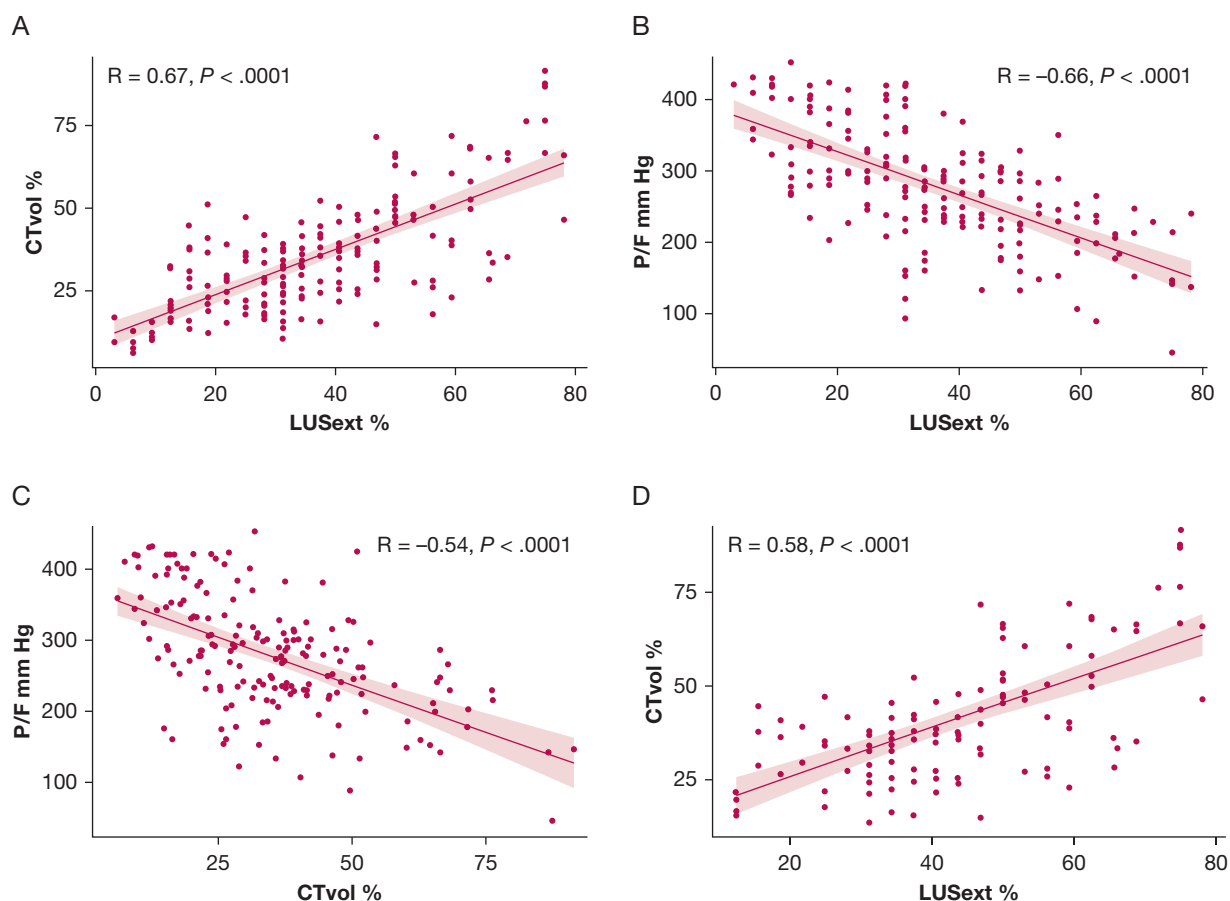 A
R = 0.67, P < .0001
75
50
25
CTvol %
0 20 40 60 80
LUSext %
B
R = –0.66, P < .0001
400
300
200
100
P/F mm Hg
0 20 40 60 80
LUSext %
C
R = –0.54, P < .0001
400
300
200
100
P/F mm Hg
25 50 75
CTvol %
D
R = 0.58, P < .0001
75
50
25
CTvol %
20 40 60 80
LUSext %